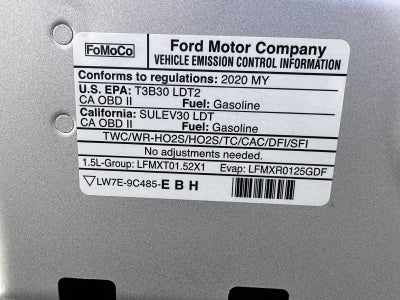 FoMoCo
Ford Motor Company
VEHICLE EMISSION CONTROL INFORMATION
Conforms to regulations: 2020 MY
U.S. EPA: T3B30 LDT2
CA OBD II Fuel: Gasoline
California: SULEV30 LDT
CA OBD II Fuel: Gasoline
TWC/WR-HO2S/HO2S/TC/CAC/DFI/SFI
No adjustments needed.
1.5L-Group: LFMXT01.52X1 Evap: LFMXR0125GDF
LW7E-9C485-E B H